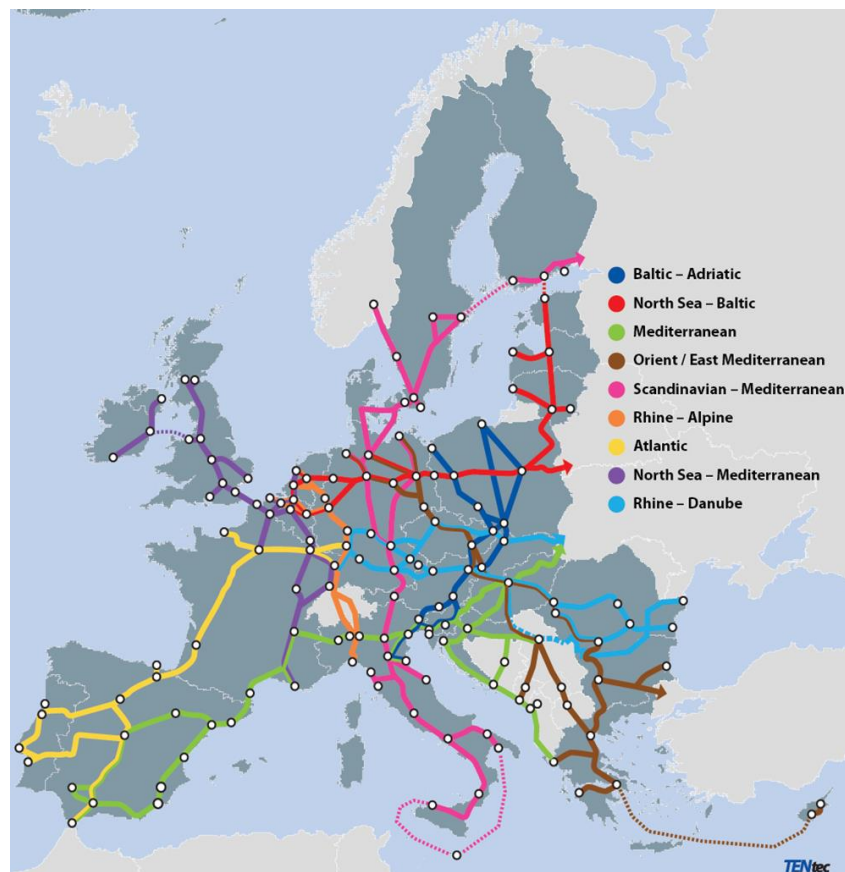 Baltic – Adriatic
North Sea – Baltic
Mediterranean
Orient / East Mediterranean
Scandinavian – Mediterranean
Rhine – Alpine
Atlantic
North Sea – Mediterranean
Rhine – Danube
TENtec